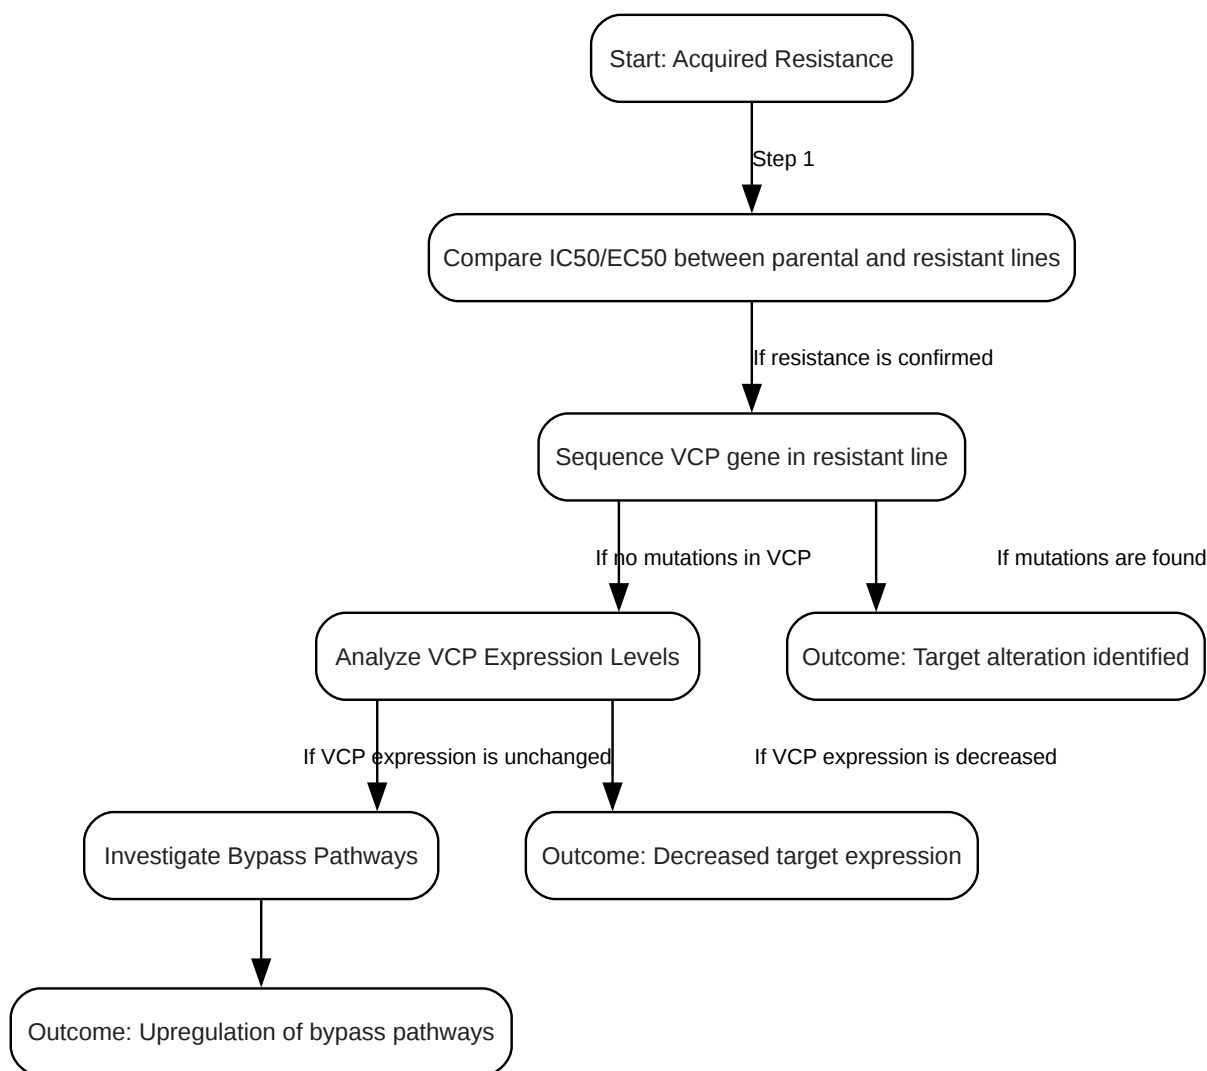 Start: Acquired Resistance
Step 1
Compare IC50/EC50 between parental and resistant lines
If resistance is confirmed
Sequence VCP gene in resistant line
If no mutations in VCP
If mutations are found
Analyze VCP Expression Levels
Outcome: Target alteration identified
If VCP expression is unchanged
If VCP expression is decreased
Investigate Bypass Pathways
Outcome: Decreased target expression
Outcome: Upregulation of bypass pathways